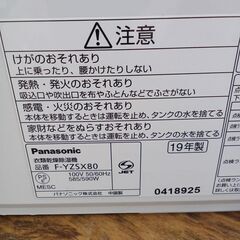 ⚠注意
けがのおそれあり
上に乗ったり、腰かけたりしない
発熱・発火のおそれあり
吸込口や吹出口を布やふとんなどでふさがない
感電・火災のおそれあり
本体を移動するときは運転を止め、タンクの水を捨てる
家財などをぬらすおそれあり
本体を移動するときは運転を止め、タンクの水を捨てる
Panasonic
19年製
衣類乾燥除湿機
品番 F-YZSX80
100V 50/60Hz
585/590W
PS
E
MESC
JET
パナソニック株式会社 中国製
0418925